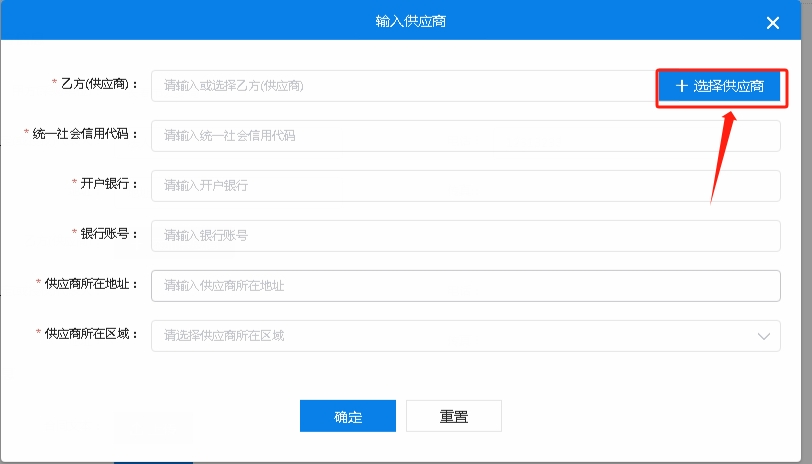 输入供应商
* 乙方(供应商)： 请输入或选择乙方(供应商) + 选择供应商
* 统一社会信用代码： 请输入统一社会信用代码
* 开户银行： 请输入开户银行
* 银行账号： 请输入银行账号
* 供应商所在地址： 请输入供应商所在地址
* 供应商所在区域： 请选择供应商所在区域
确定 重置